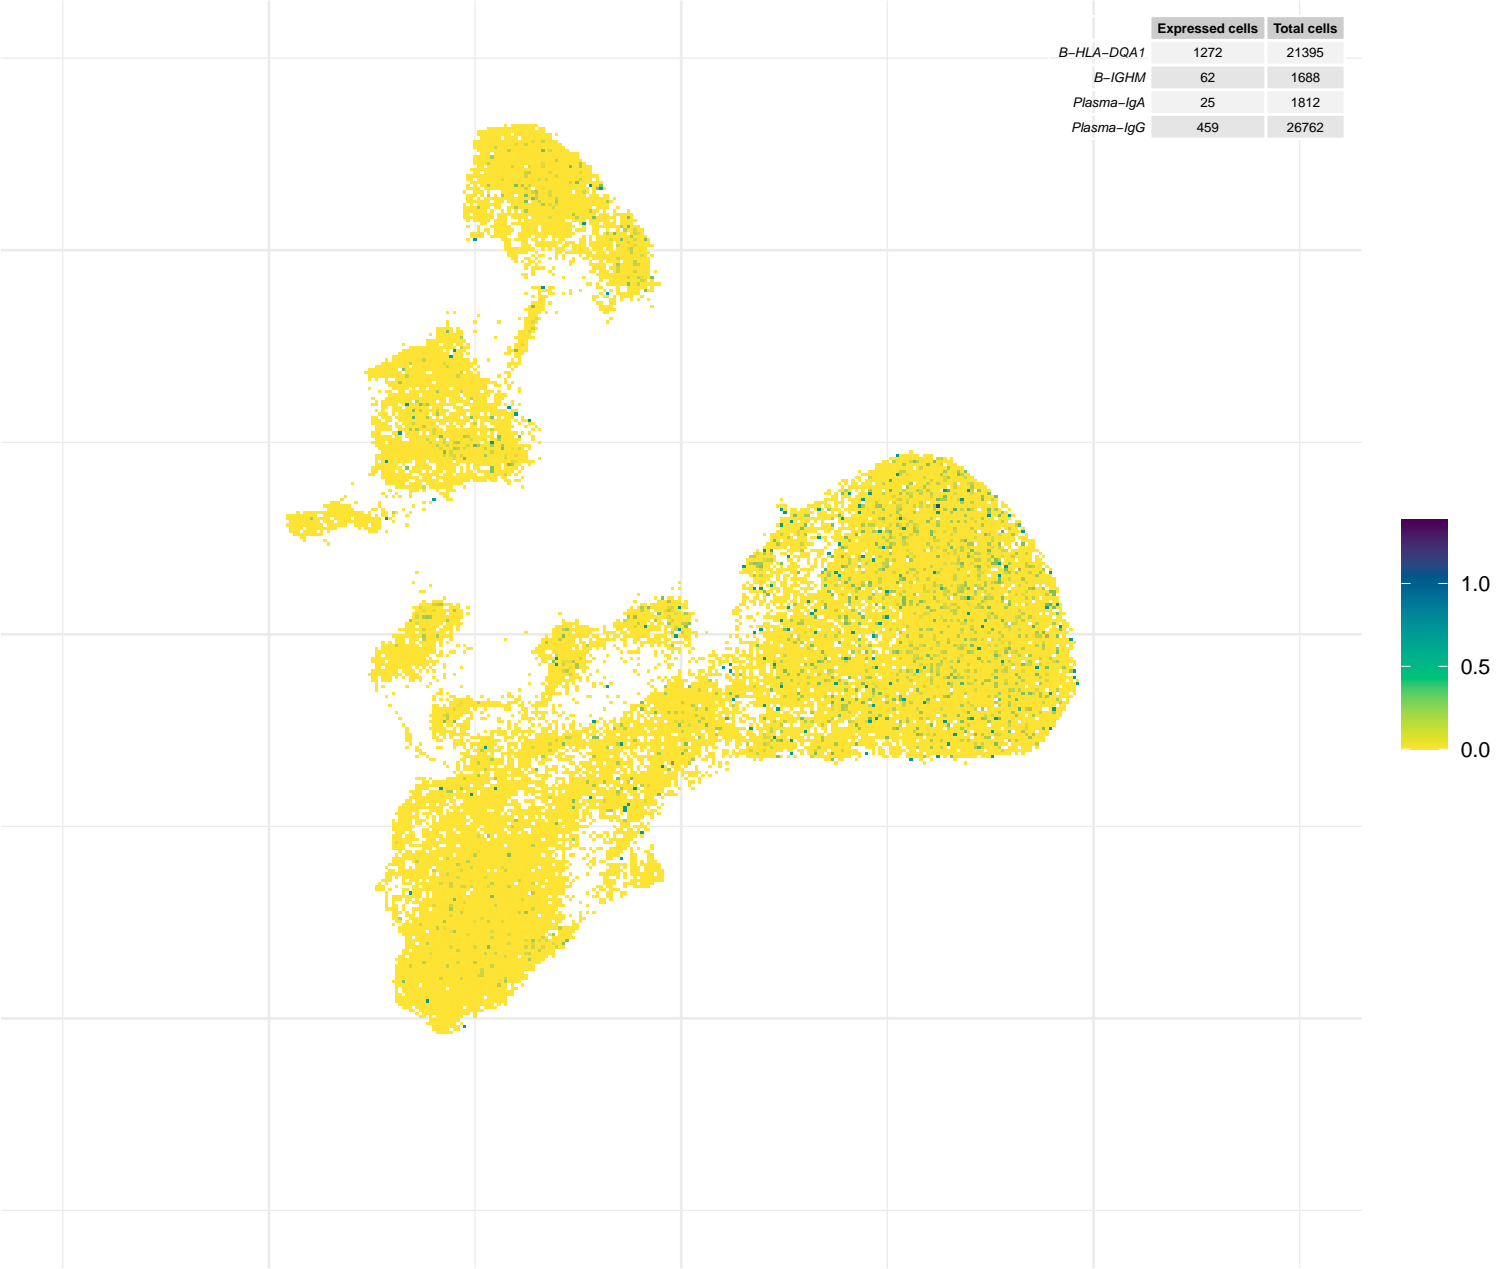 Expressed cells Total cells
B−HLA−DQA1 1272 21395
B−IGHM 62 1688
Plasma−IgA 25 1812
Plasma−IgG 459 26762
1.0
0.5
0.0